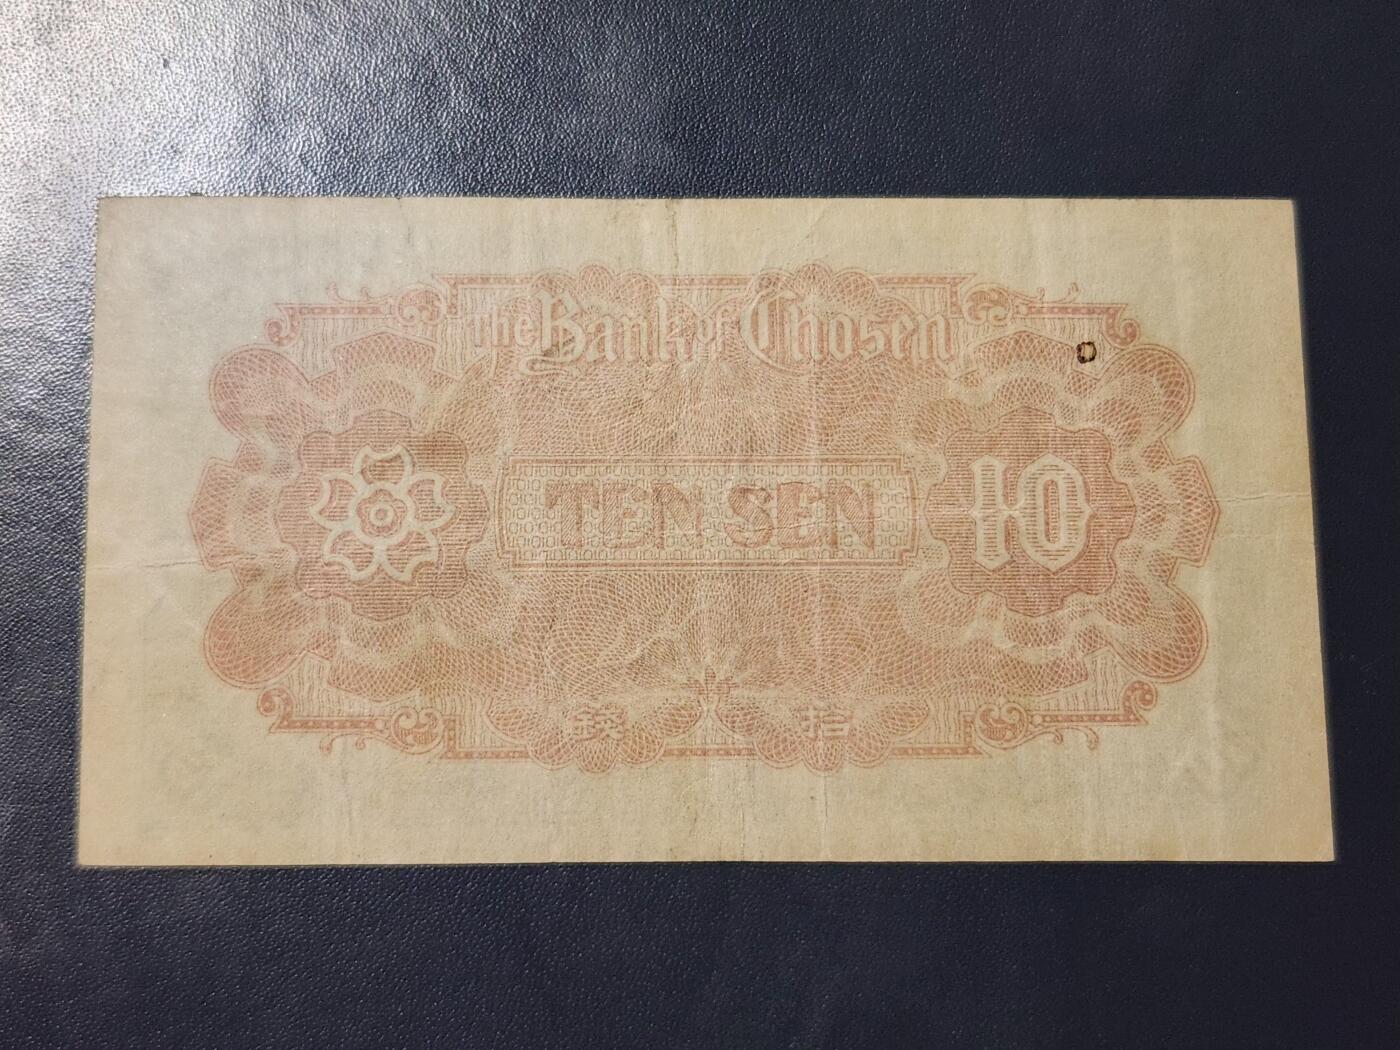 The Bank of Chosen
TEN SEN
10
錢 拾